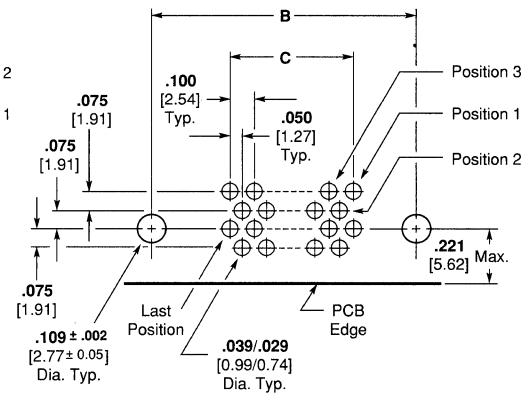 B
C
2
1
.100
[2.54]
Typ.
Position 3
.075
[1.91]
.050
[1.27]
Typ.
Position 1
.075
[1.91]
Position 2
.221
[5.62]
Max.
.075
[1.91]
Last
Position
PCB
Edge
.109 ± .002
[2.77 ± 0.05]
Dia. Typ.
.039/.029
[0.99/0.74]
Dia. Typ.